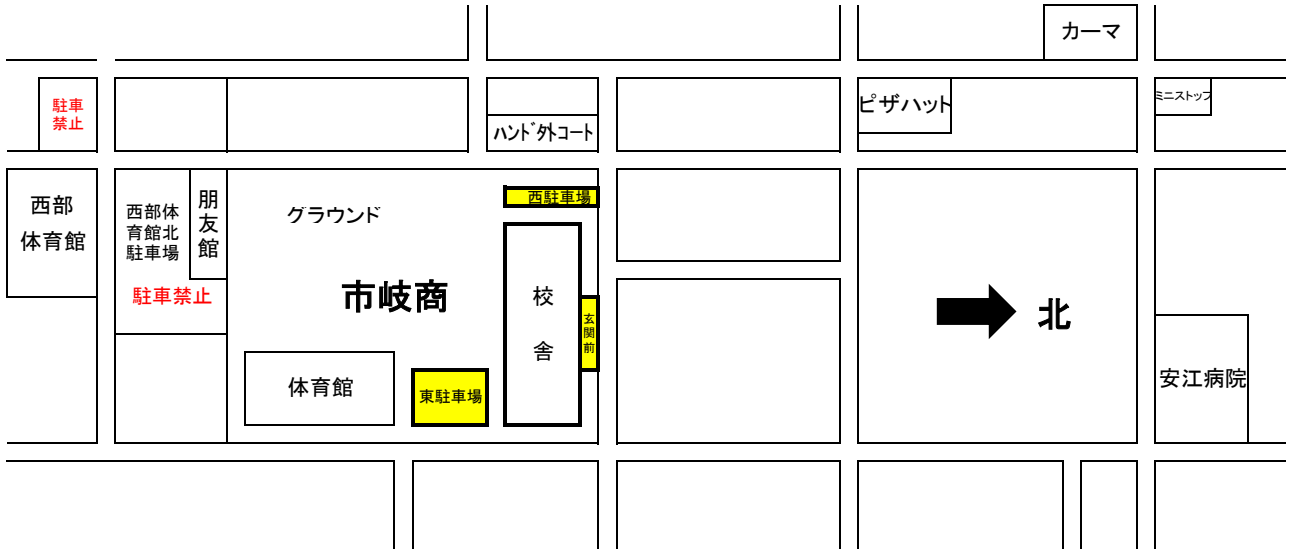 カーマ
駐車
禁止
ハンドﾞ外コート
ピザハット
ミニストップ
西部
体育館
西部体
育館北
駐車場
朋
友
館
駐車禁止
グラウンド
市岐商
西駐車場
校
舎
玄
関
前
体育館
東駐車場
北
安江病院